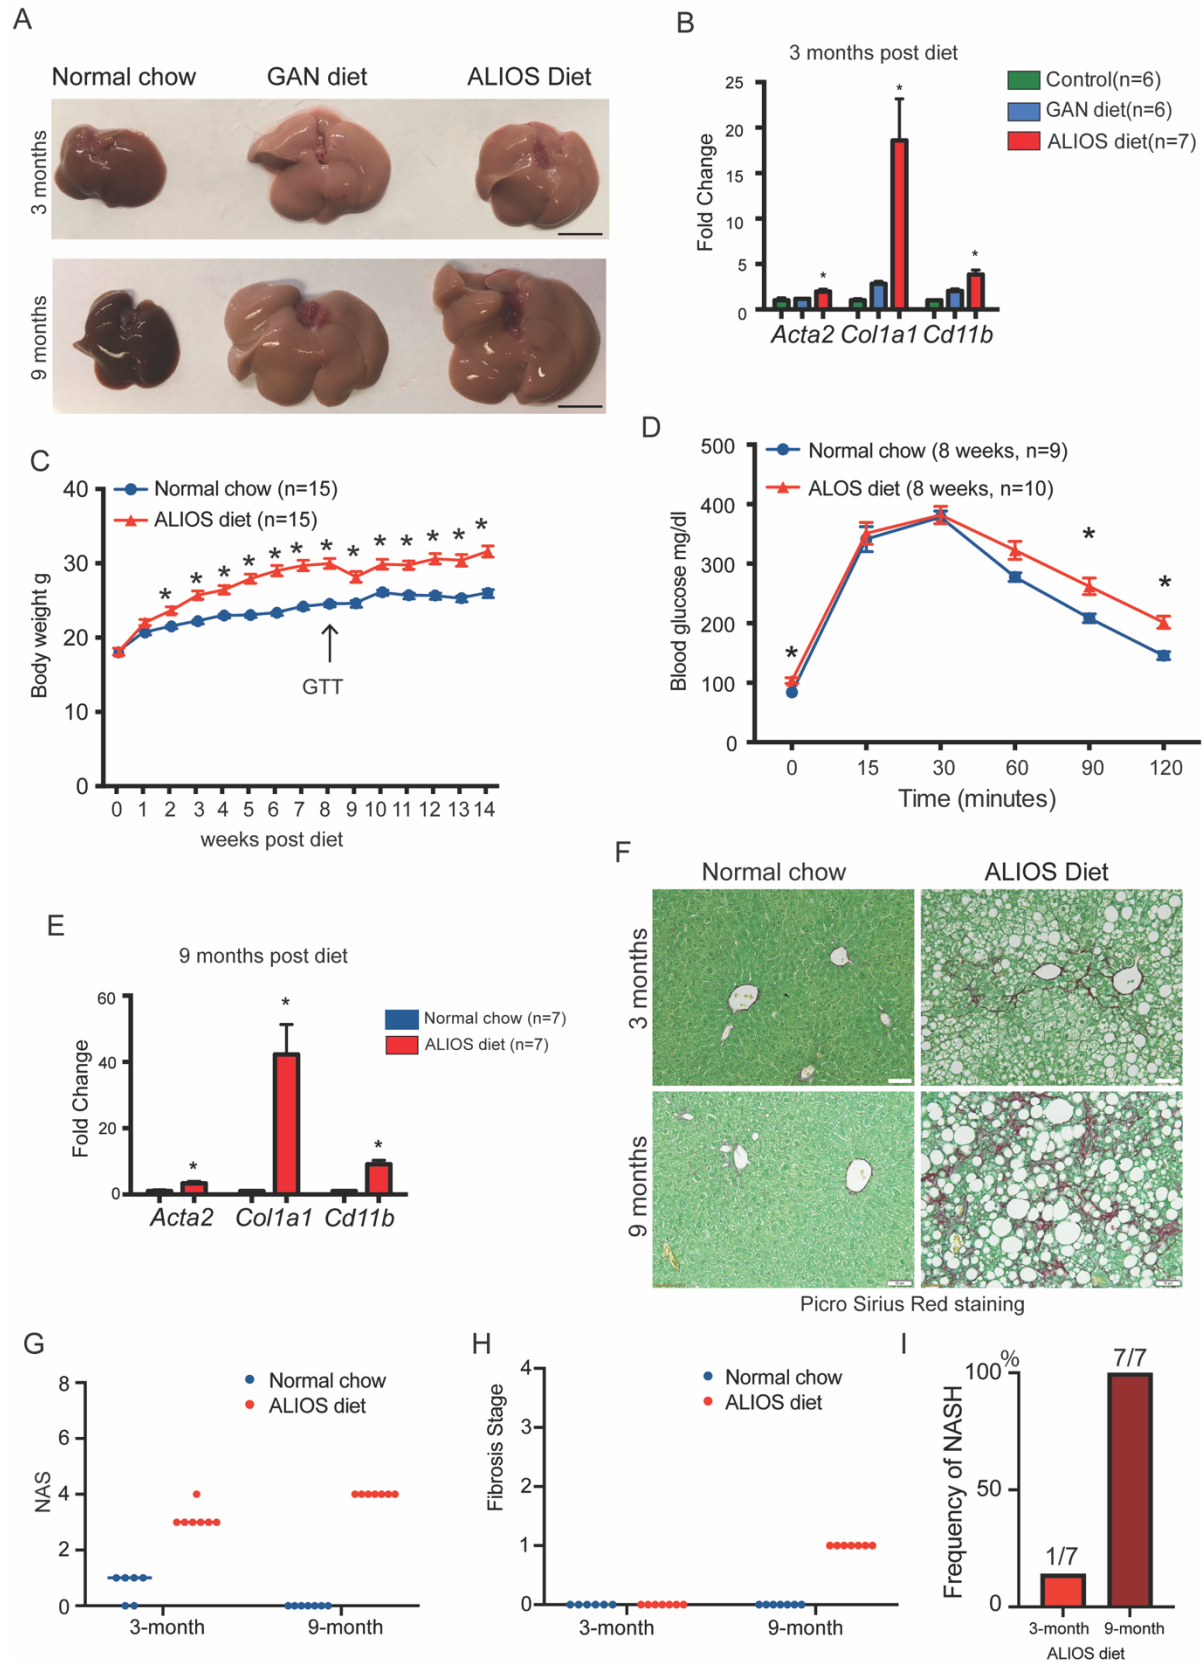 A
Normal chow GAN diet ALIOS Diet
3 months
9 months
B
3 months post diet
Control(n=6)
GAN diet(n=6)
ALIOS diet(n=7)
Fold Change
25
20
15
10
5
0
* * *
Acta2 Col1a1 Cd11b
C
Normal chow (n=15)
ALIOS diet (n=15)
Body weight g
40
30
20
10
0
* * * * * * * * * * * * *
GTT
0 1 2 3 4 5 6 7 8 9 10 11 12 13 14
weeks post diet
D
Normal chow (8 weeks, n=9)
ALOS diet (8 weeks, n=10)
Blood glucose mg/dl
500
400
300
200
100
0
* * *
0 15 30 60 90 120
Time (minutes)
E
9 months post diet
Normal chow (n=7)
ALIOS diet (n=7)
Fold Change
60
40
20
0
* * *
Acta2 Col1a1 Cd11b
F
Normal chow ALIOS Diet
3 months
9 months
Picro Sirius Red staining
G
Normal chow
ALIOS diet
NAS
8
6
4
2
0
3-month 9-month
H
Normal chow
ALIOS diet
Fibrosis Stage
4
3
2
1
0
3-month 9-month
I
Frequency of NASH
100%
50
0
1/7
7/7
3-month 9-month
ALIOS diet